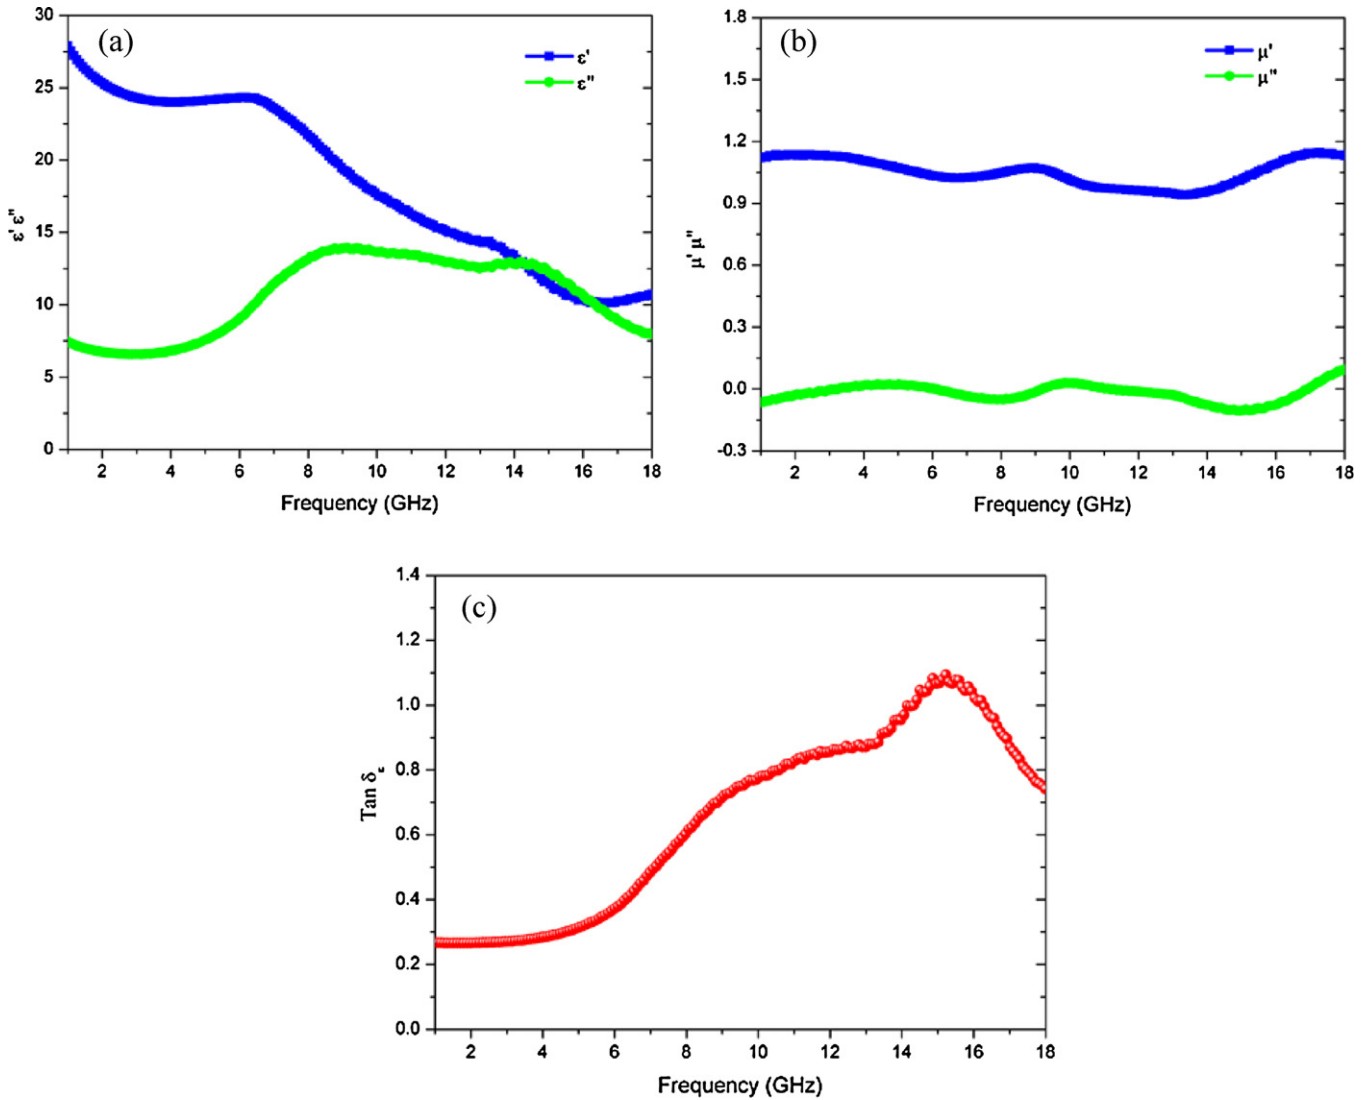 (a)
ε'
ε"
30
25
20
15
10
5
0
ε' ε"
2 4 6 8 10 12 14 16 18
Frequency (GHz)
(b)
μ'
μ"
1.8
1.5
1.2
0.9
0.6
0.3
0.0
-0.3
μ' μ"
2 4 6 8 10 12 14 16 18
Frequency (GHz)
(c)
1.4
1.2
1.0
0.8
0.6
0.4
0.2
0.0
Tan δε
2 4 6 8 10 12 14 16 18
Frequency (GHz)